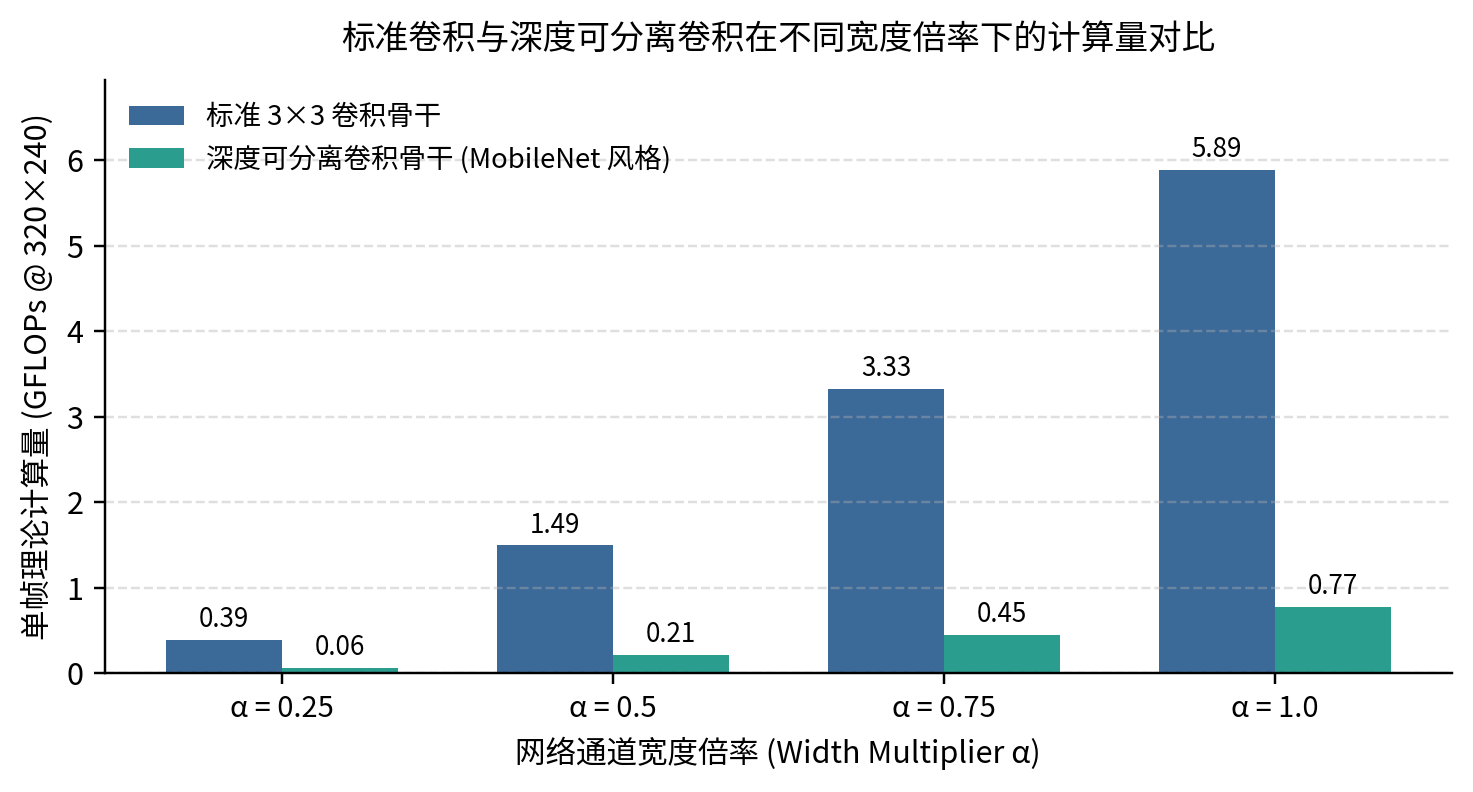 标准卷积与深度可分离卷积在不同宽度倍率下的计算量对比
标准 3×3 卷积骨干
深度可分离卷积骨干 (MobileNet 风格)
单帧理论计算量 (GFLOPs @ 320×240)
6
5
4
3
2
1
0
0.39
0.06
1.49
0.21
3.33
0.45
5.89
0.77
α = 0.25
α = 0.5
α = 0.75
α = 1.0
网络通道宽度倍率 (Width Multiplier α)